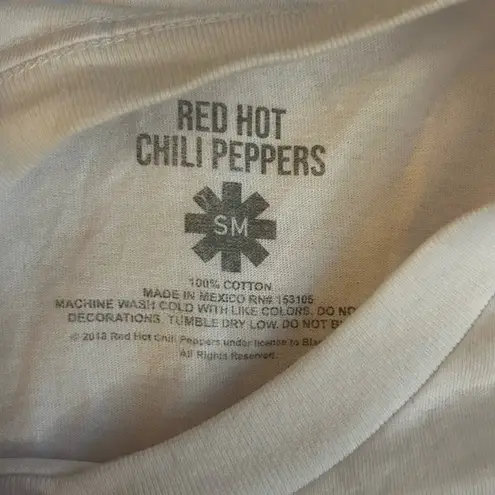 RED HOT
CHILI PEPPERS
SM
100% COTTON
MADE IN MEXICO RN# 153105
MACHINE WASH COLD WITH LIKE COLORS. DO
DECORATIONS. TUMBLE DRY LOW. DO NOT
Red Hot Chili Peppers under license to
All Rights Reserved.